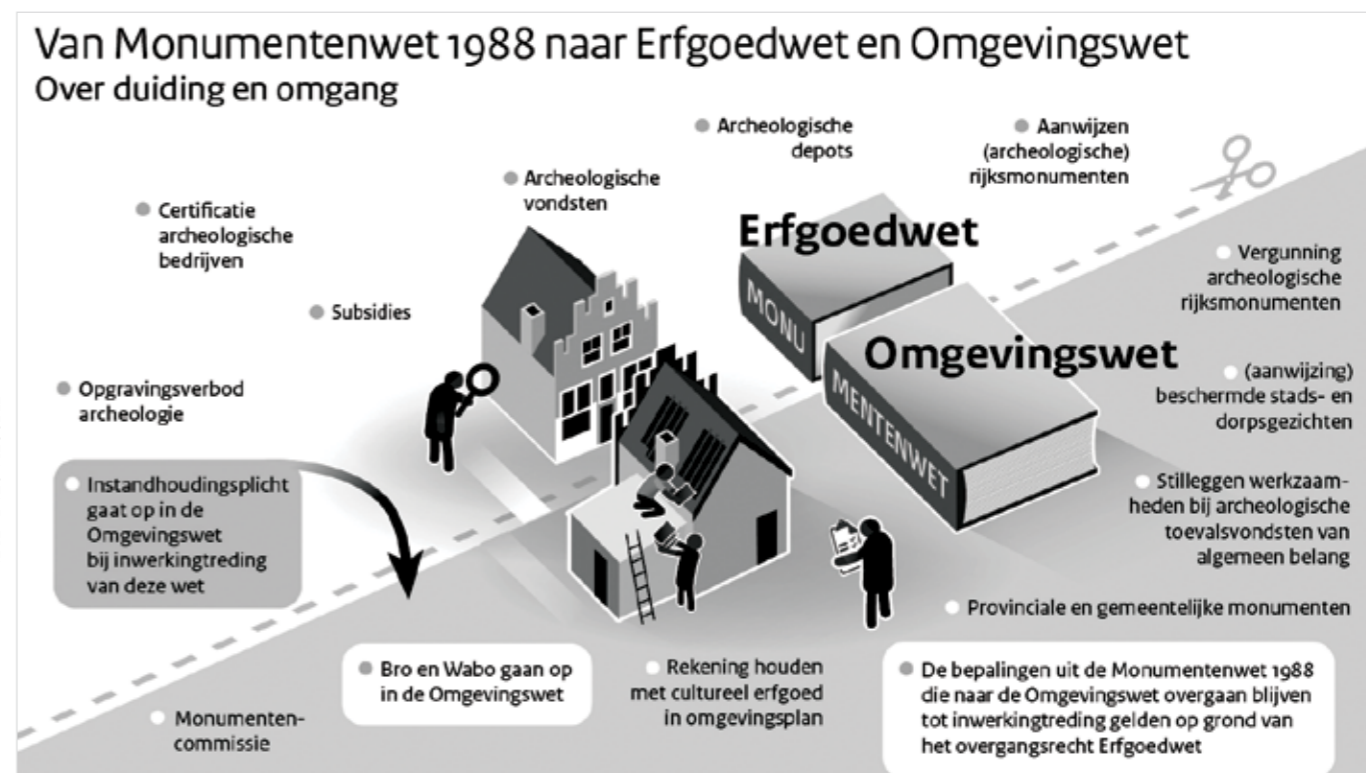 Van Monumentenwet 1988 naar Erfgoedwet en Omgevingswet
Over duiding en omgang
Archeologische
depots
Aanwijzen
(archeologische)
rijksmonumenten
Archeologische
vondsten
Certificatie
archeologische
bedrijven
Subsidies
Opgravingsverbod
archeologie
Erfgoedwet
MONU
Omgevingswet
MENTENWET
Vergunning
archeologische
rijksmonumenten
(aanwijzing)
beschermde stads- en
dorpsgezichten
Stilleggen werkzaam-
heden bij archeologische
toevalsvondsten van
algemeen belang
Provinciale en gemeentelijke monumenten
Instandhoudingsplicht
gaat op in de
Omgevingswet
bij inwerkingtreding
van deze wet
Bro en Wabo gaan op
in de Omgevingswet
Monumenten-
commissie
Rekening houden
met cultureel erfgoed
in omgevingsplan
De bepalingen uit de Monumentenwet 1988
die naar de Omgevingswet overgaan blijven
tot inwerkingtreding gelden op grond van
het overgangsrecht Erfgoedwet